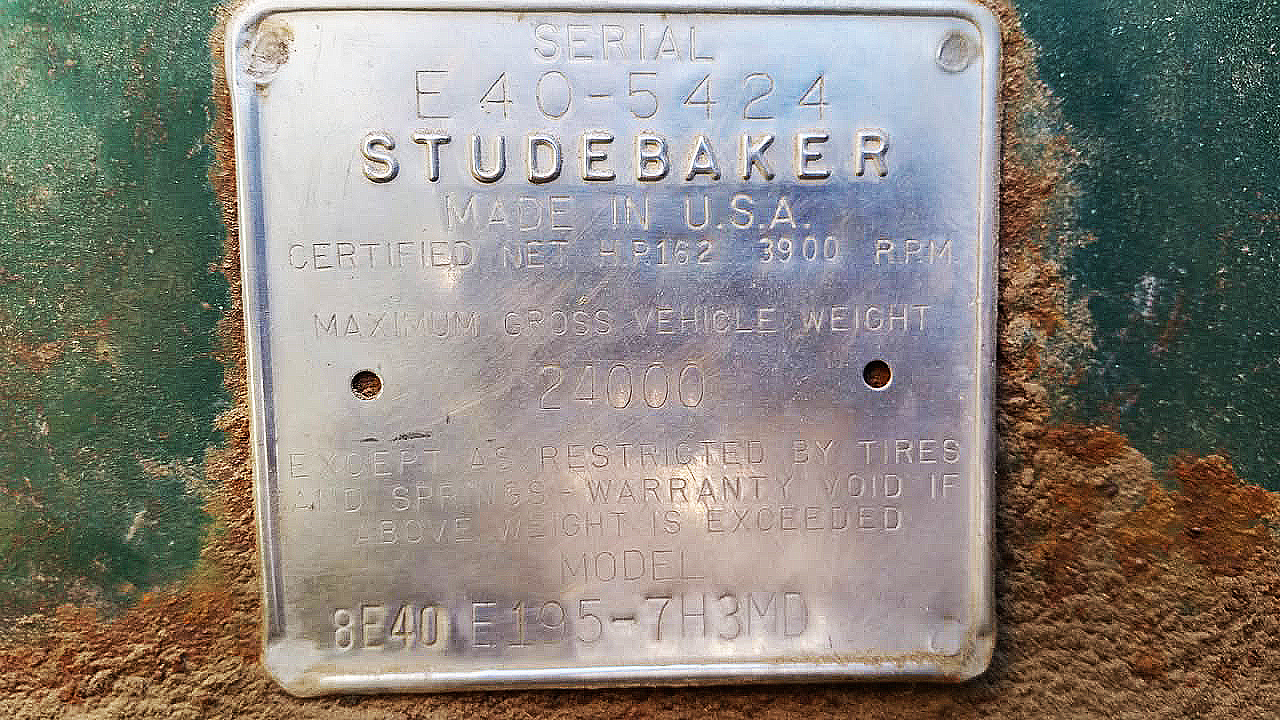 SERIAL
E40-5424
STUDEBAKER
MADE IN U.S.A.
CERTIFIED NET H.P.162 3900 R.P.M.
MAXIMUM GROSS VEHICLE WEIGHT
24000
EXCEPT AS RESTRICTED BY TIRES
AND SPRINGS-WARRANTY VOID IF
ABOVE WEIGHT IS EXCEEDED
MODEL
8E40 E195-7H3MD